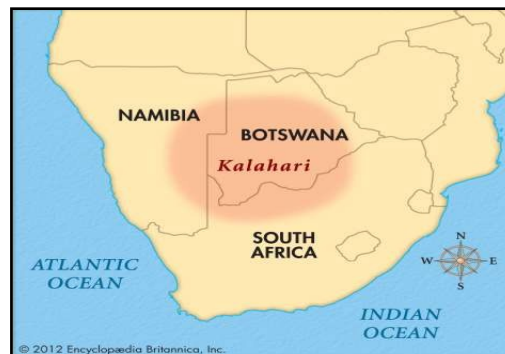 NAMIBIA
BOTSWANA
Kalahari
SOUTH
AFRICA
N
W E
S
ATLANTIC
OCEAN
INDIAN
OCEAN
© 2012 Encyclopædia Britannica, Inc.